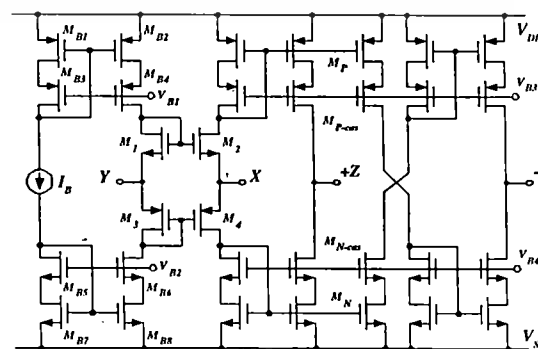 M_B1
M_B2
V_D
M_B3
M_B4
M_P
V_B1
V_B3
M_1
M_2
M_P-cas
I_B
Y
X
+Z
M_3
M_4
M_N-cas
V_B2
V_B4
M_B5
M_B6
M_N
M_B7
M_B8
V